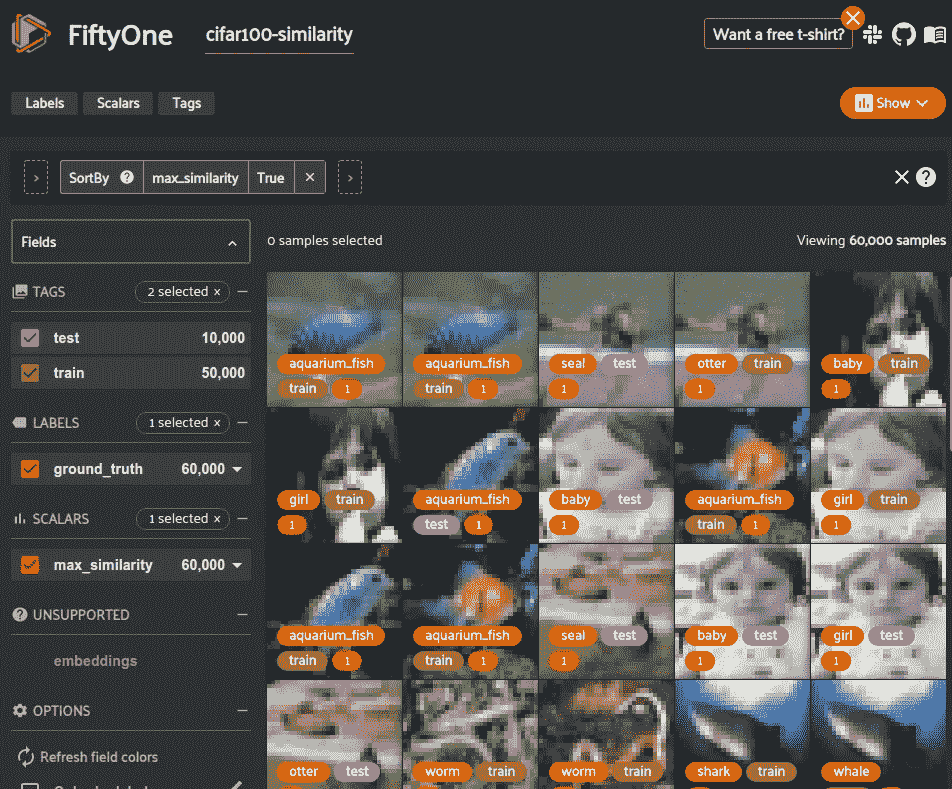 FiftyOne
cifar100-similarity
Want a free t-shirt?
Labels
Scalars
Tags
Show
SortBy ? max_similarity True ×
0 samples selected
Viewing 60,000 samples
Fields
TAGS
2 selected ×
test 10,000
train 50,000
LABELS
1 selected ×
ground_truth 60,000
SCALARS
1 selected ×
max_similarity 60,000
UNSUPPORTED
embeddings
OPTIONS
Refresh field colors
aquarium_fish
train 1
aquarium_fish
train 1
seal test
1
otter train
1
baby train
1
girl train
1
aquarium_fish
test 1
baby test
1
aquarium_fish
train 1
girl train
1
aquarium_fish
train 1
aquarium_fish
train 1
seal test
1
baby test
1
girl test
1
otter test
worm train
worm train
shark train
whale